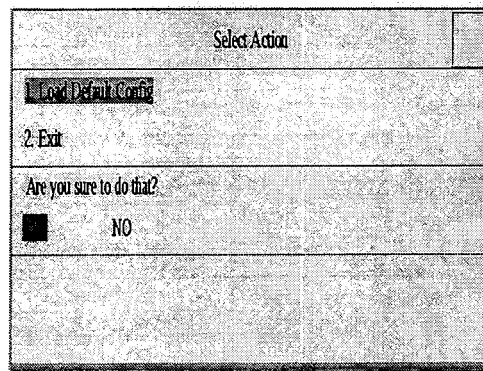 Select Action
1. Load Default Config
2. Exit
Are you sure to do that?
NO